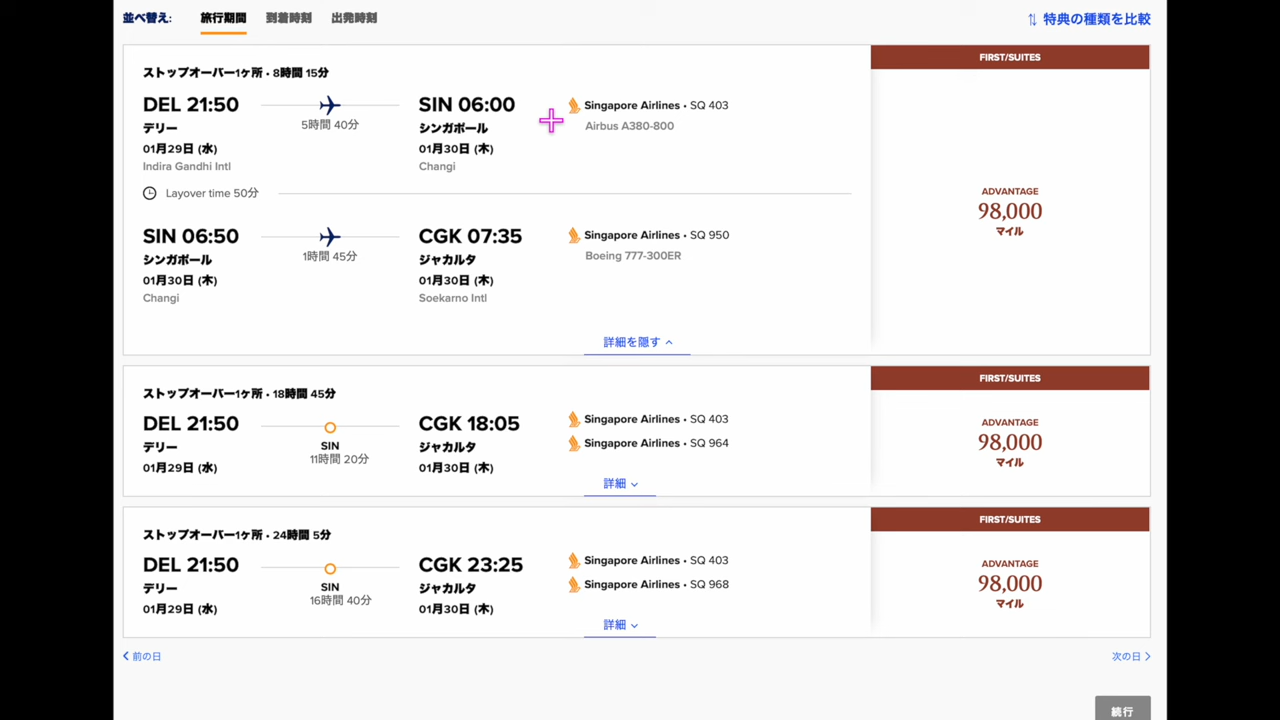 並べ替え: 旅行期間 到着時刻 出発時刻 特典の種類を比較
ストップオーバー1ヶ所 • 8時間 15分
DEL 21:50
デリー
01月29日 (水)
Indira Gandhi Intl
5時間 40分
SIN 06:00
シンガポール
01月30日 (木)
Changi
Singapore Airlines • SQ 403
Airbus A380-800
Layover time 50分
SIN 06:50
シンガポール
01月30日 (木)
Changi
1時間 45分
CGK 07:35
ジャカルタ
01月30日 (木)
Soekarno Intl
Singapore Airlines • SQ 950
Boeing 777-300ER
詳細を隠す
FIRST/SUITES
ADVANTAGE
98,000
マイル
ストップオーバー1ヶ所 • 18時間 45分
DEL 21:50
デリー
01月29日 (水)
SIN
11時間 20分
CGK 18:05
ジャカルタ
01月30日 (木)
Singapore Airlines • SQ 403
Singapore Airlines • SQ 964
詳細
FIRST/SUITES
ADVANTAGE
98,000
マイル
ストップオーバー1ヶ所 • 24時間 5分
DEL 21:50
デリー
01月29日 (水)
SIN
16時間 40分
CGK 23:25
ジャカルタ
01月30日 (木)
Singapore Airlines • SQ 403
Singapore Airlines • SQ 968
詳細
FIRST/SUITES
ADVANTAGE
98,000
マイル
前の日 次の日
続行